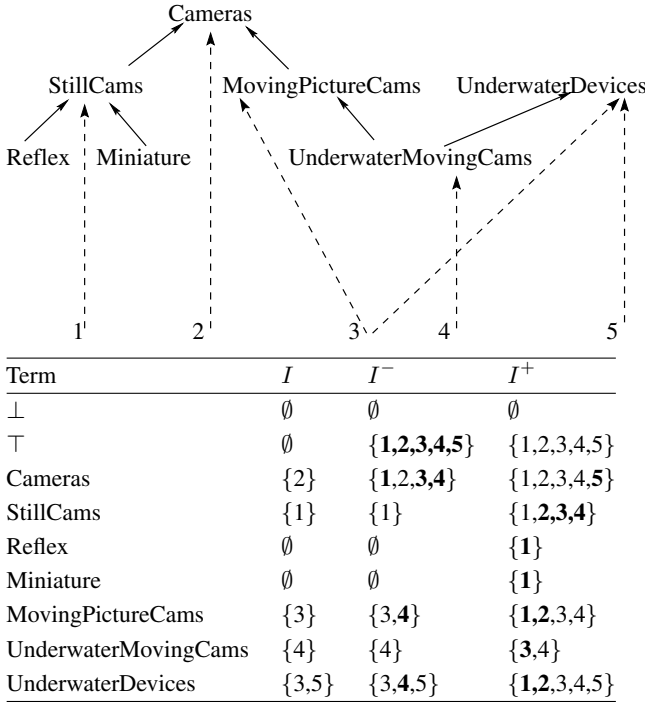 Cameras
StillCams MovingPictureCams UnderwaterDevices
Reflex Miniature UnderwaterMovingCams
1 2 3 4 5
Term I I⁻ I⁺
⊥ ∅ ∅ ∅
⊤ ∅ {1,2,3,4,5} {1,2,3,4,5}
Cameras {2} {1,2,3,4} {1,2,3,4,5}
StillCams {1} {1} {1,2,3,4}
Reflex ∅ ∅ {1}
Miniature ∅ ∅ {1}
MovingPictureCams {3} {3,4} {1,2,3,4}
UnderwaterMovingCams {4} {4} {3,4}
UnderwaterDevices {3,5} {3,4,5} {1,2,3,4,5}